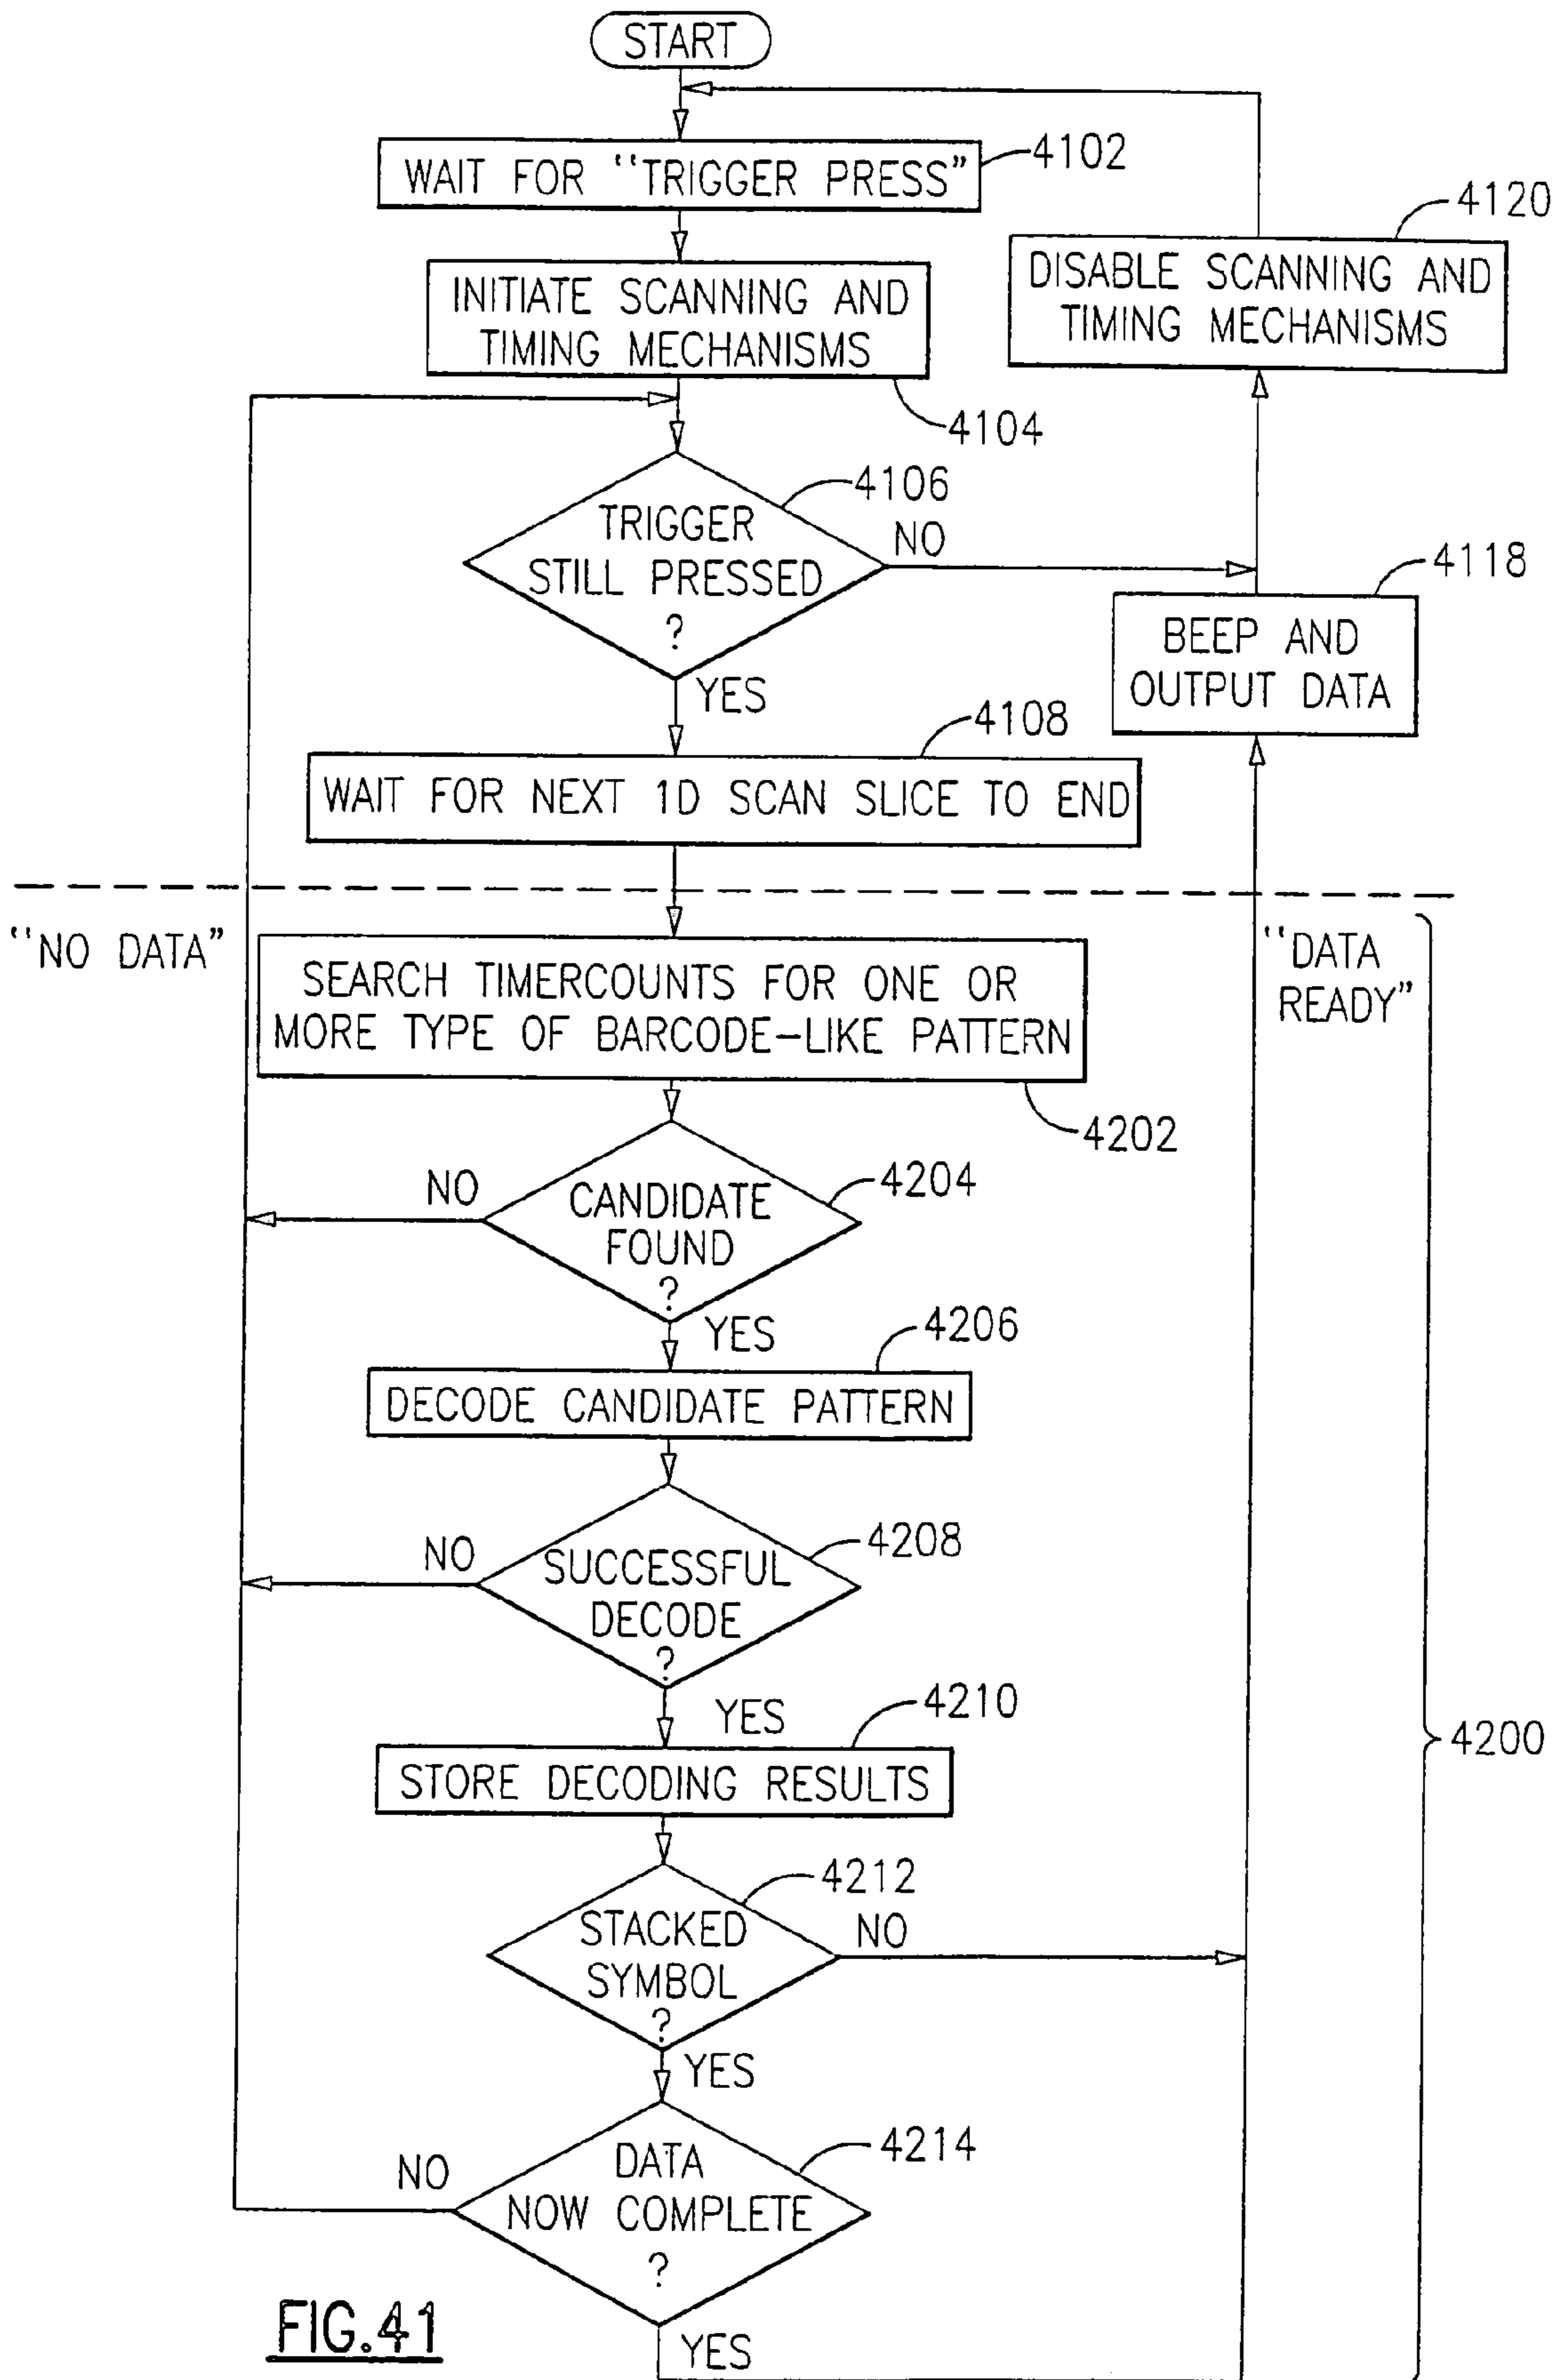 START
WAIT FOR "TRIGGER PRESS"
4102
4120
INITIATE SCANNING AND
TIMING MECHANISMS
4104
DISABLE SCANNING AND
TIMING MECHANISMS
4106
TRIGGER
STILL PRESSED
?
NO
YES
4118
BEEP AND
OUTPUT DATA
4108
WAIT FOR NEXT 1D SCAN SLICE TO END
"NO DATA"
"DATA
READY"
SEARCH TIMERCOUNTS FOR ONE OR
MORE TYPE OF BARCODE-LIKE PATTERN
4202
NO
4204
CANDIDATE
FOUND
?
YES
4206
DECODE CANDIDATE PATTERN
NO
4208
SUCCESSFUL
DECODE
?
YES
4210
4200
STORE DECODING RESULTS
4212
STACKED
SYMBOL
?
NO
YES
4214
NO
DATA
NOW COMPLETE
?
YES
FIG.41